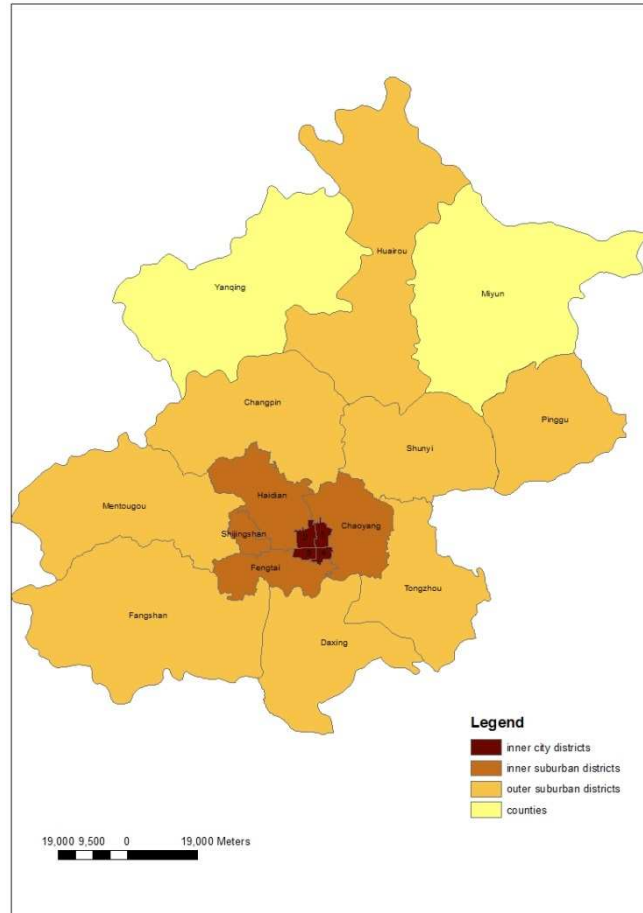 Huairou
Yanqing
Miyun
Changpin
Pinggu
Shunyi
Mentougou
Haidian
Chaoyang
Shijingshan
Fengtai
Tongzhou
Fangshan
Daxing
Legend
inner city districts
inner suburban districts
outer suburban districts
counties
19,000 9,500 0 19,000 Meters